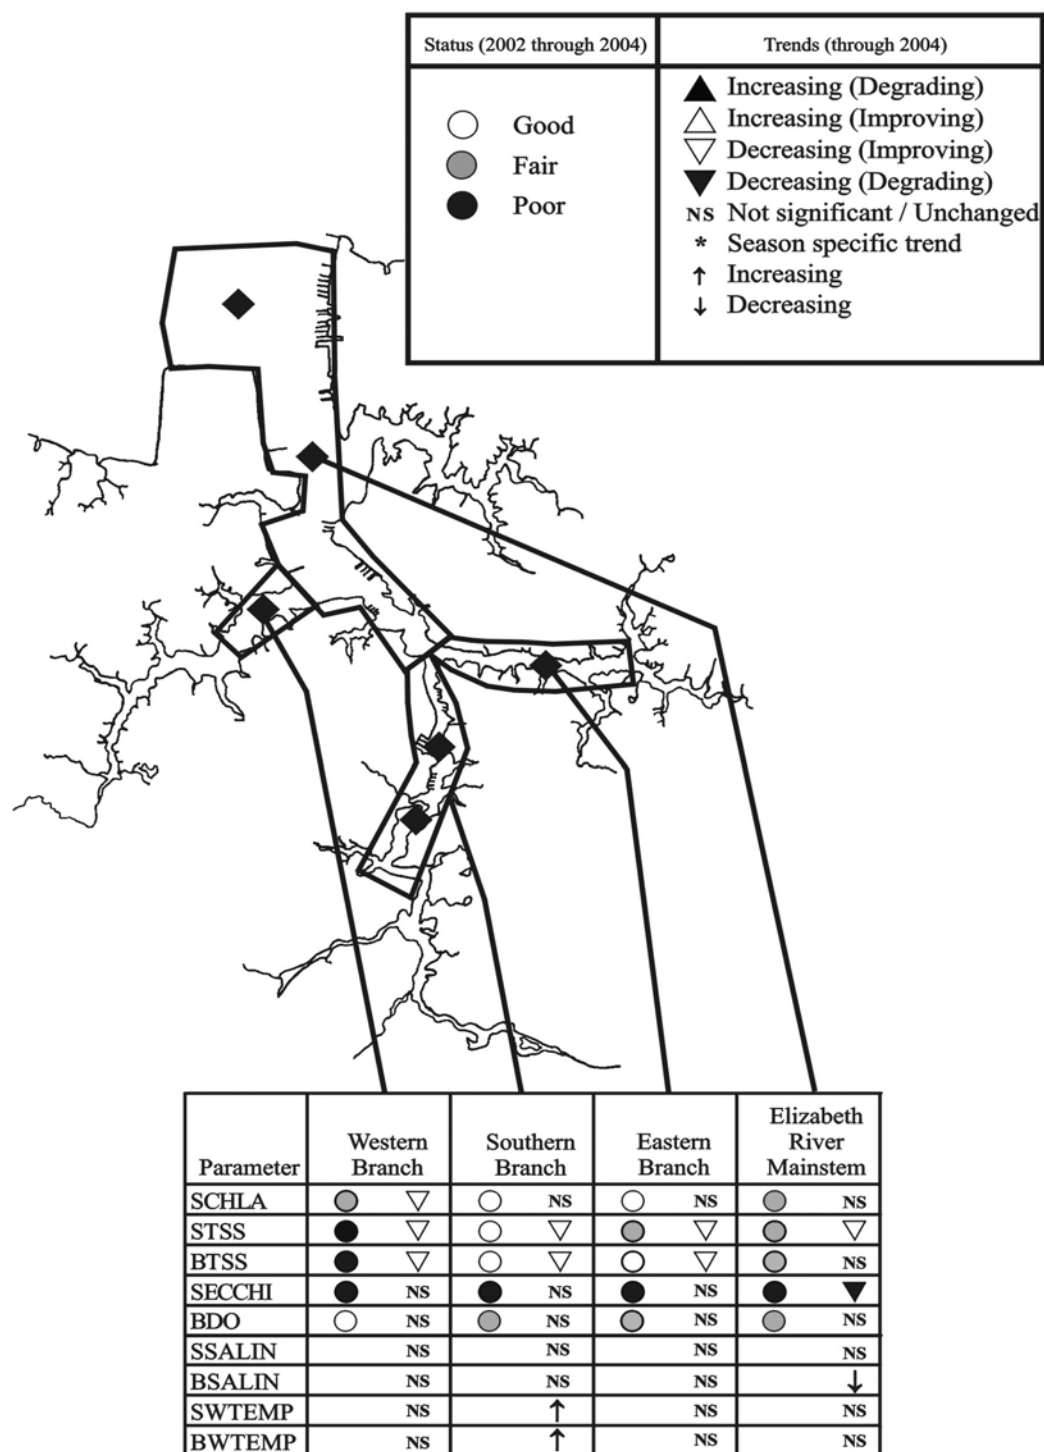 Status (2002 through 2004) Trends (through 2004)
Good
Fair
Poor
Increasing (Degrading)
Increasing (Improving)
Decreasing (Improving)
Decreasing (Degrading)
NS Not significant / Unchanged
* Season specific trend
↑ Increasing
↓ Decreasing
Parameter Western Branch Southern Branch Eastern Branch Elizabeth River Mainstem
SCHLA NS NS NS
STSS
BTSS NS
SECCHI NS NS NS
BDO NS NS NS NS
SSALIN NS NS NS NS
BSALIN NS NS NS ↓
SWTEMP NS ↑ NS NS
BWTEMP NS ↑ NS NS